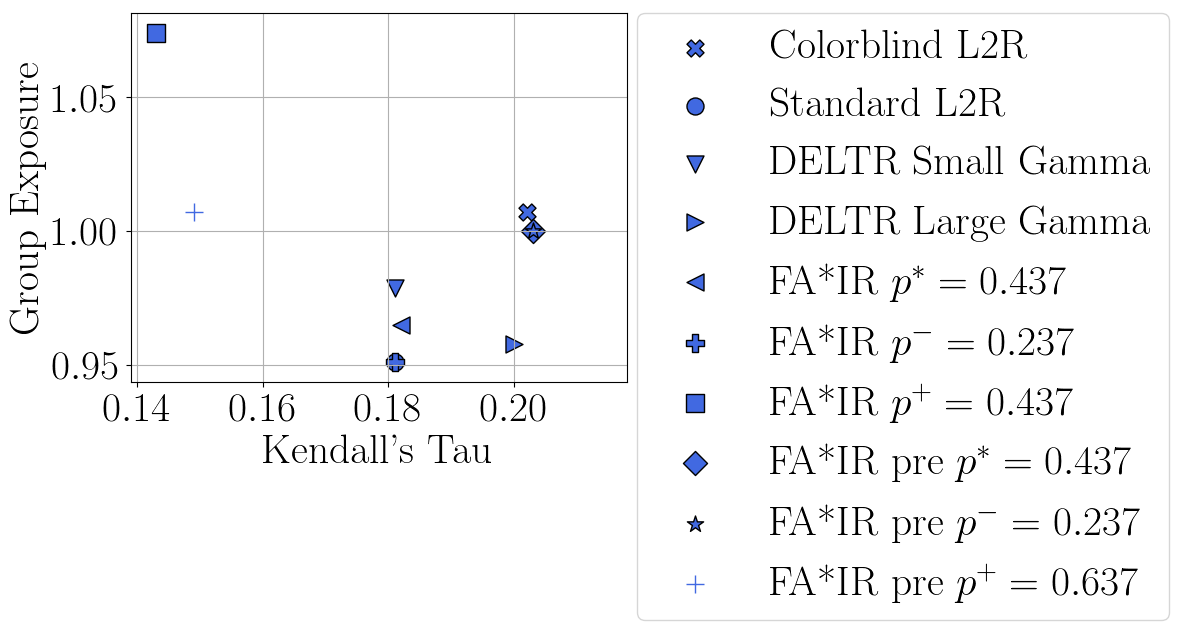 Group Exposure
1.05
1.00
0.95
0.14 0.16 0.18 0.20
Kendall's Tau
Colorblind L2R
Standard L2R
DELTR Small Gamma
DELTR Large Gamma
FA*IR p* = 0.437
FA*IR p⁻ = 0.237
FA*IR p⁺ = 0.437
FA*IR pre p* = 0.437
FA*IR pre p⁻ = 0.237
FA*IR pre p⁺ = 0.637